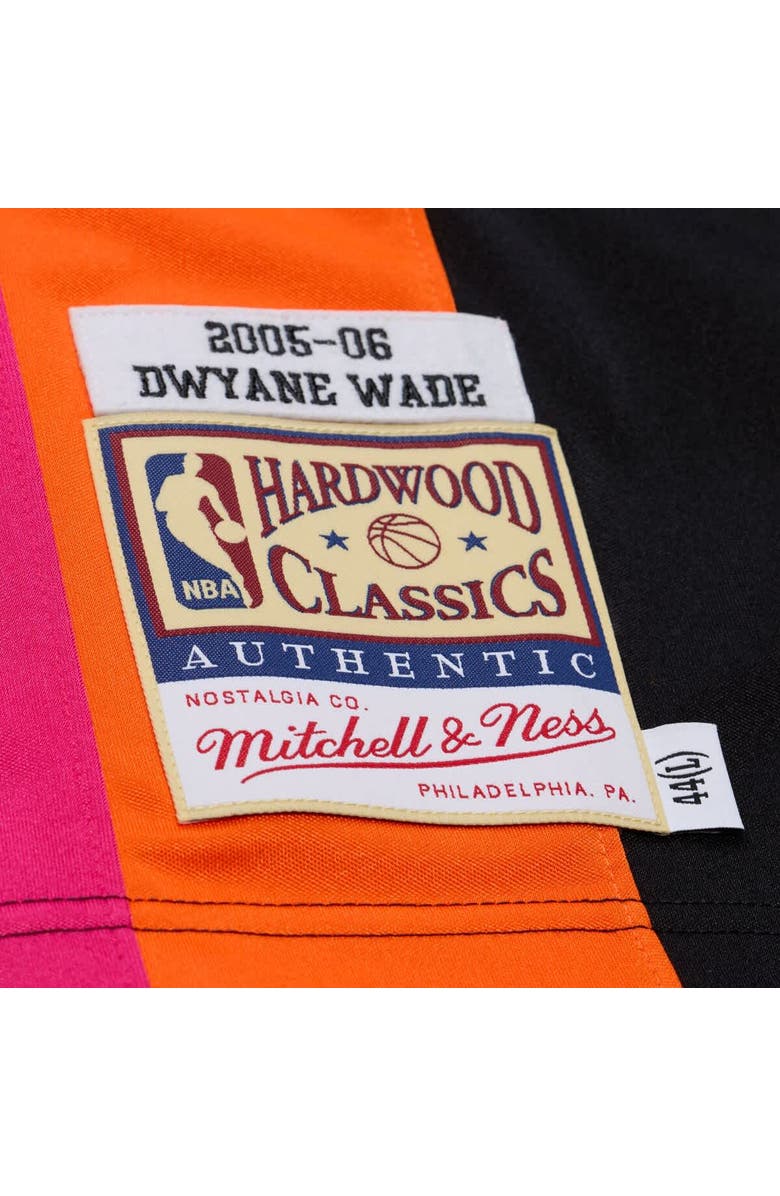 2005-06
DWYANE WADE
HARDWOOD
CLASSICS
NBA
AUTHENTIC
NOSTALGIA CO.
Mitchell & Ness
PHILADELPHIA. PA.
44(L)